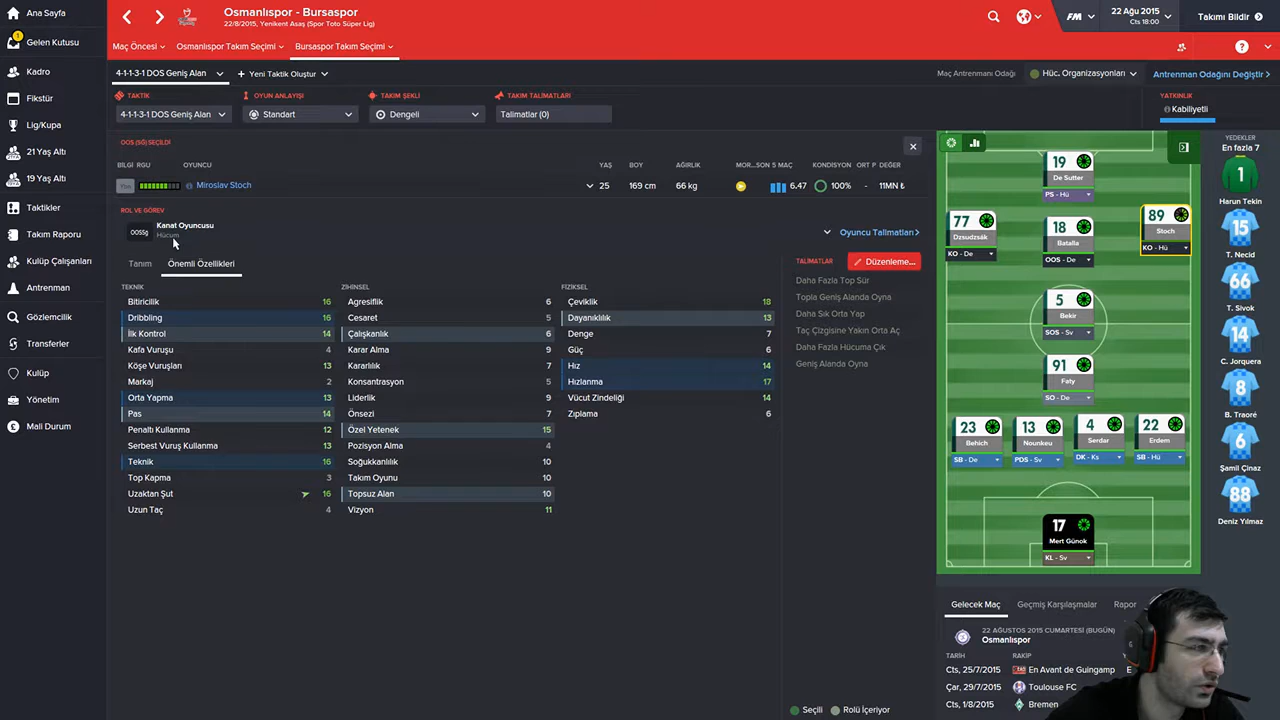 Ana Sayfa
1
Gelen Kutusu
Kadro
Fikstür
Lig/Kupa
21 Yaş Altı
19 Yaş Altı
Taktikler
Takım Raporu
Kulüp Çalışanları
Antrenman
Gözlemcilik
Transferler
Kulüp
Yönetim
Mali Durum
Osmanlıspor - Bursaspor
22/8/2015, Yenikent Asaş (Spor Toto Süper Lig)
FM
22 Ağu 2015
Cts 18:00
Takımı Bildir
Maç Öncesi
Osmanlıspor Takım Seçimi
Bursaspor Takım Seçimi
4-1-1-3-1 DOS Geniş Alan
+ Yeni Taktik Oluştur
Maç Antrenmanı Odağı
Hüc. Organizasyonları
Antrenman Odağını Değiştir
TAKTİK
OYUN ANLAYIŞI
TAKIM ŞEKLİ
TAKIM TALİMATLARI
YATKINLIK
4-1-1-3-1 DOS Geniş Alan
Standart
Dengeli
Talimatlar (0)
Kabiliyetli
DOS (SĞ) SEÇİLDİ
BİLGİ RGU OYUNCU YAŞ BOY AĞIRLIK MOR... SON 5 MAÇ KONDİSYON ORT P DEĞER
Miroslav Stoch 25 169 cm 66 kg 6.47 100% - 11MN ₺
ROL VE GÖREV
OOSSğ
Kanat Oyuncusu
Hücum
Oyuncu Talimatları
Tanım
Önemli Özellikleri
TALİMATLAR
Düzenleme...
Daha Fazla Top Sür
Topla Geniş Alanda Oyna
Daha Sık Orta Yap
Taç Çizgisine Yakın Orta Aç
Daha Fazla Hücuma Çık
Geniş Alanda Oyna
TEKNİK
Bitiricilik 16
Dribbling 16
İlk Kontrol 14
Kafa Vuruşu 4
Köşe Vuruşları 13
Markaj 2
Orta Yapma 13
Pas 14
Penaltı Kullanma 12
Serbest Vuruş Kullanma 13
Teknik 16
Top Kapma 3
Uzaktan Şut 16
Uzun Taç 4
ZİHİNSEL
Agresiflik 6
Cesaret 5
Çalışkanlık 6
Karar Alma 9
Kararlılık 7
Konsantrasyon 5
Liderlik 9
Önsezi 7
Özel Yetenek 15
Pozisyon Alma 4
Soğukkanlılık 10
Takım Oyunu 10
Topsuz Alan 10
Vizyon 11
FİZİKSEL
Çeviklik 18
Dayanıklılık 13
Denge 7
Güç 6
Hız 14
Hızlanma 17
Vücut Zindeliği 14
Zıplama 6
Seçili
Rolü İçeriyor
19
De Sutter
PS - Hü
77
Dzsudzsák
KO - De
18
Batalla
OOS - De
89
Stoch
KO - Hü
5
Bekir
SOS - Sv
91
Faty
SO - De
23
Behich
SB - De
13
Nounkeu
PDS - Sv
4
Serdar
DK - Ks
22
Erdem
SB - Hü
17
Mert Günok
KL - Sv
YEDEKLER
En fazla 7
1
Harun Tekin
15
T. Necid
66
T. Sivok
14
C. Jorquera
8
B. Traoré
6
Şamil Çinaz
88
Deniz Yılmaz
Gelecek Maç
Geçmiş Karşılaşmalar
Rapor
22 AĞUSTOS 2015 CUMARTESİ (BUGÜN)
Osmanlıspor
TARİH RAKİP
Cts, 25/7/2015 En Avant de Guingamp E
Çar, 29/7/2015 Toulouse FC
Cts, 1/8/2015 Bremen